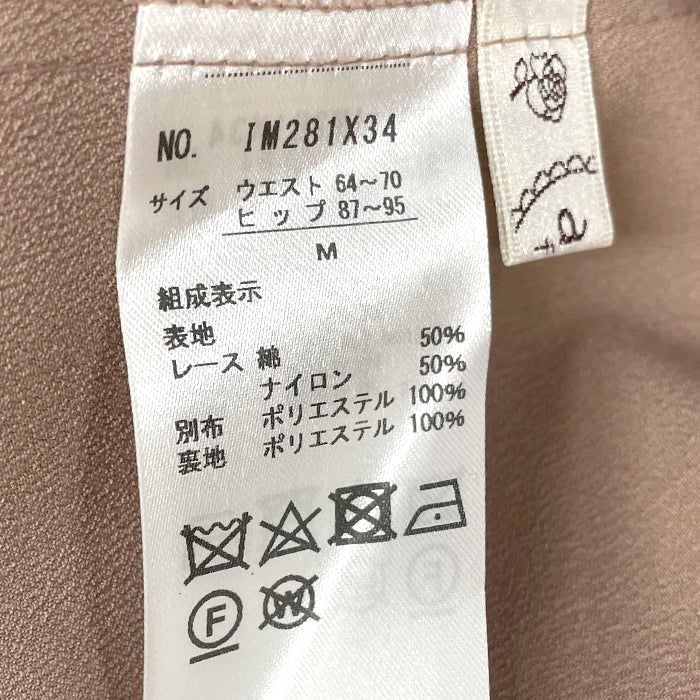 NO. IM281X34
サイズ ウエスト 64～70
ヒップ 87～95
M
組成表示
表地
レース 綿 50%
ナイロン 50%
別布 ポリエステル 100%
裏地 ポリエステル 100%
F
W
a
F